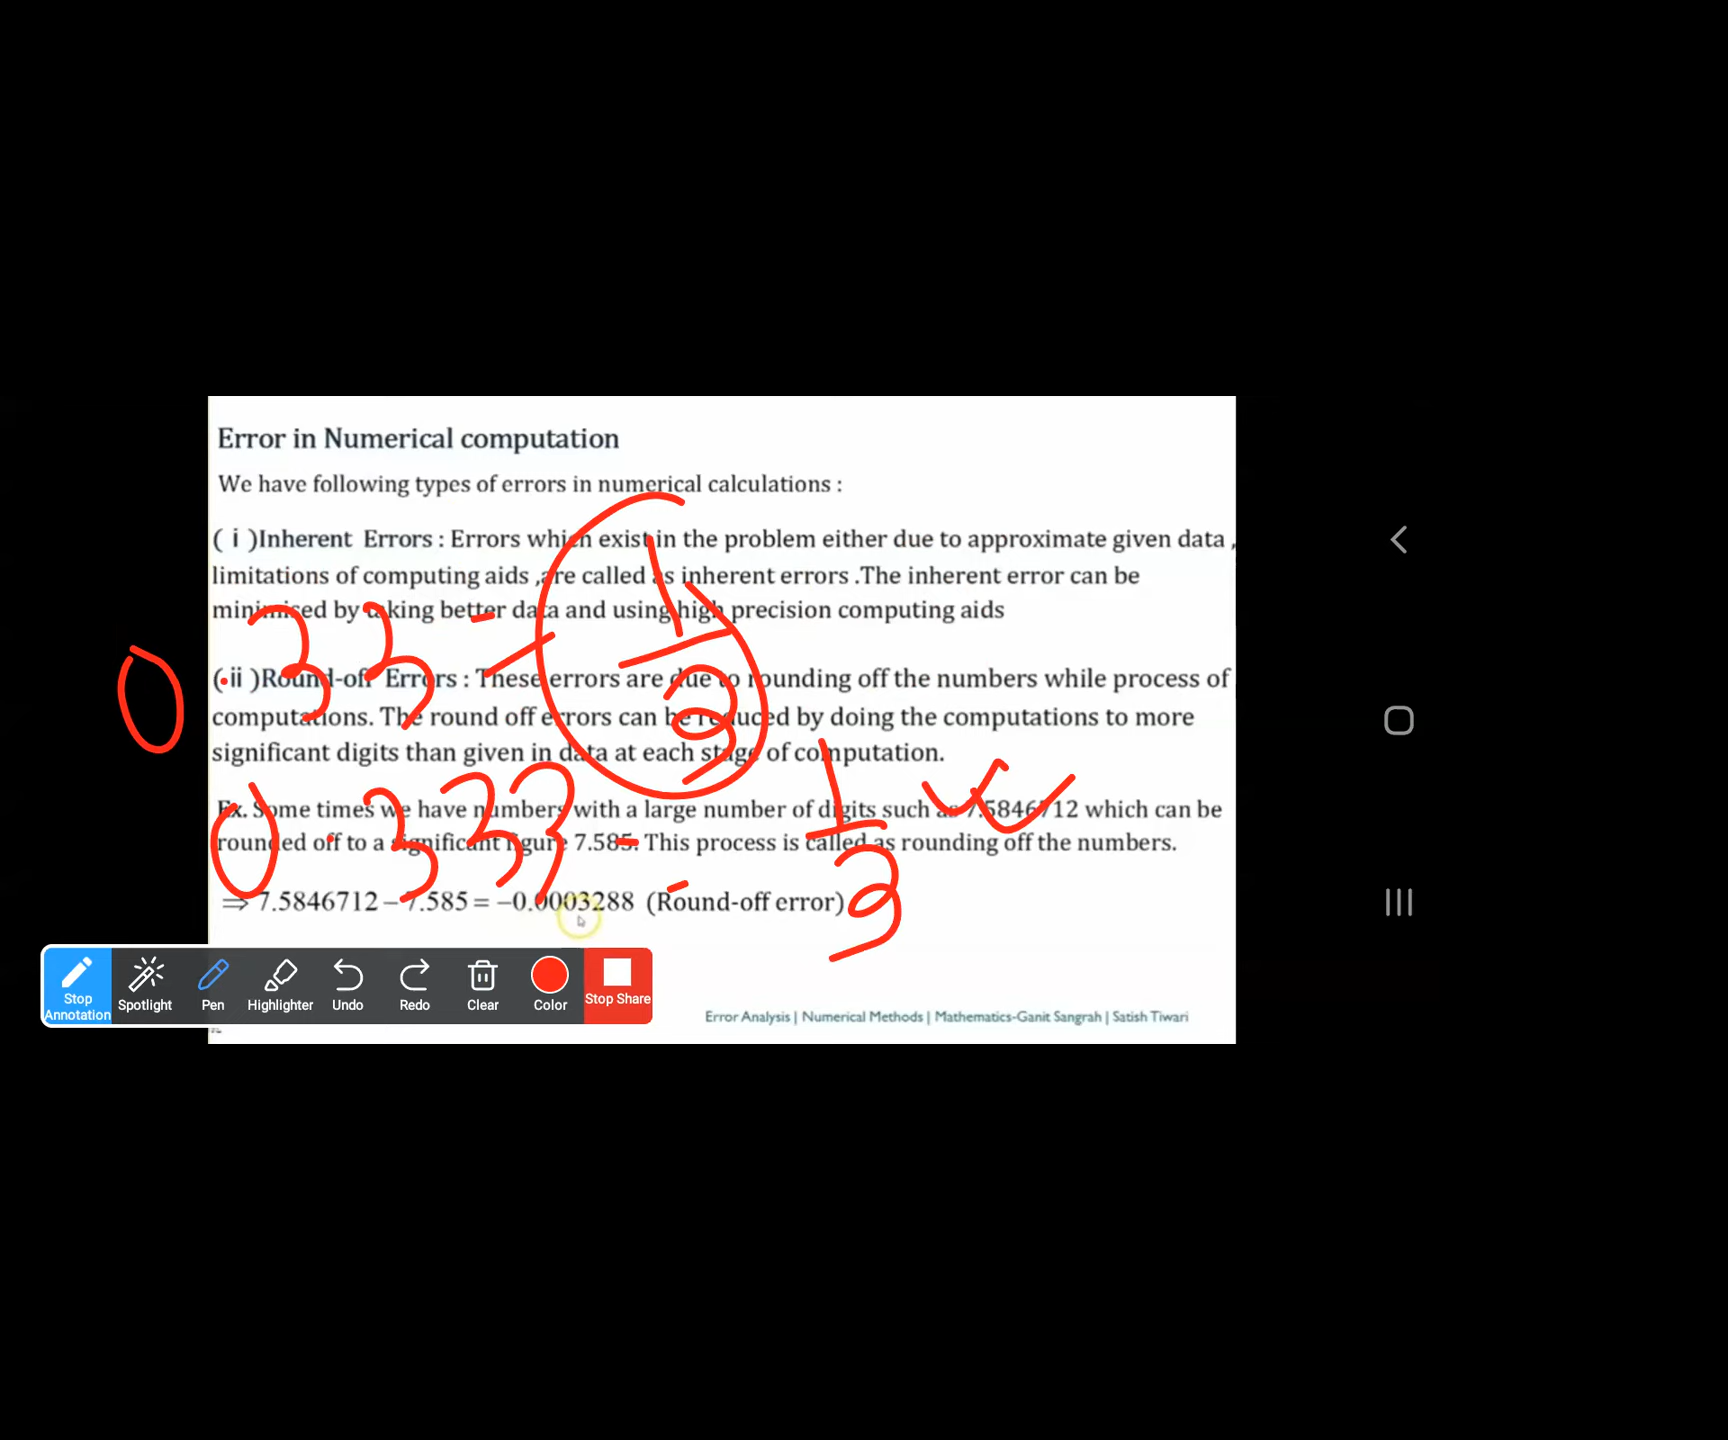 Error in Numerical computation
We have following types of errors in numerical calculations :
( i )Inherent Errors : Errors which exist in the problem either due to approximate given data ,
limitations of computing aids ,are called as inherent errors .The inherent error can be
minimised by taking better data and using high precision computing aids
0.33 = 1/3
( ii )Round-off Errors : These errors are due to rounding off the numbers while process of
computations. The round off errors can be reduced by doing the computations to more
significant digits than given in data at each stage of computation.
0.333 = 1/3
Ex. Some times we have numbers with a large number of digits such as 7.5846712 which can be
rounded off to a significant figure 7.585. This process is called as rounding off the numbers.
⇒ 7.5846712 – 7.585 = –0.0003288 (Round-off error)
Stop Annotation
Spotlight
Pen
Highlighter
Undo
Redo
Clear
Color
Stop Share
Error Analysis | Numerical Methods | Mathematics-Ganit Sangrah | Satish Tiwari